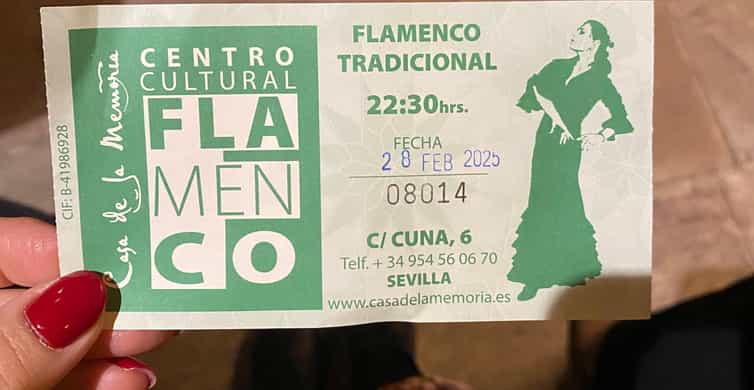 CIF: B-41986928
Casa de la Memoria
CENTRO
CULTURAL
FLA
MEN
CO
FLAMENCO
TRADICIONAL
22:30hrs.
FECHA
28 FEB 2025
08014
C/ CUNA, 6
Telf. + 34 954 56 06 70
SEVILLA
www.casadelamemoria.es